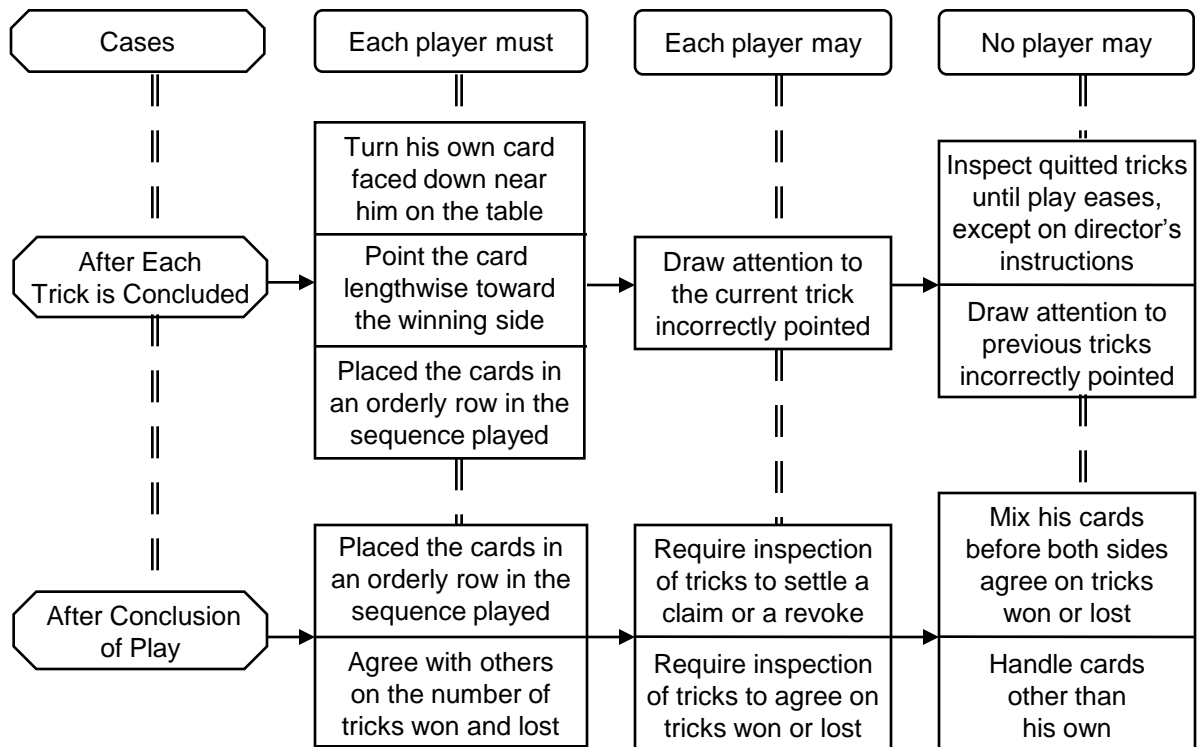 Cases
Each player must
Each player may
No player may
After Each
Trick is Concluded
Turn his own card
faced down near
him on the table
Point the card
lengthwise toward
the winning side
Placed the cards in
an orderly row in the
sequence played
Draw attention to
the current trick
incorrectly pointed
Inspect quitted tricks
until play eases,
except on director's
instructions
Draw attention to
previous tricks
incorrectly pointed
After Conclusion
of Play
Placed the cards in
an orderly row in the
sequence played
Agree with others
on the number of
tricks won and lost
Require inspection
of tricks to settle a
claim or a revoke
Require inspection
of tricks to agree on
tricks won or lost
Mix his cards
before both sides
agree on tricks
won or lost
Handle cards
other than
his own